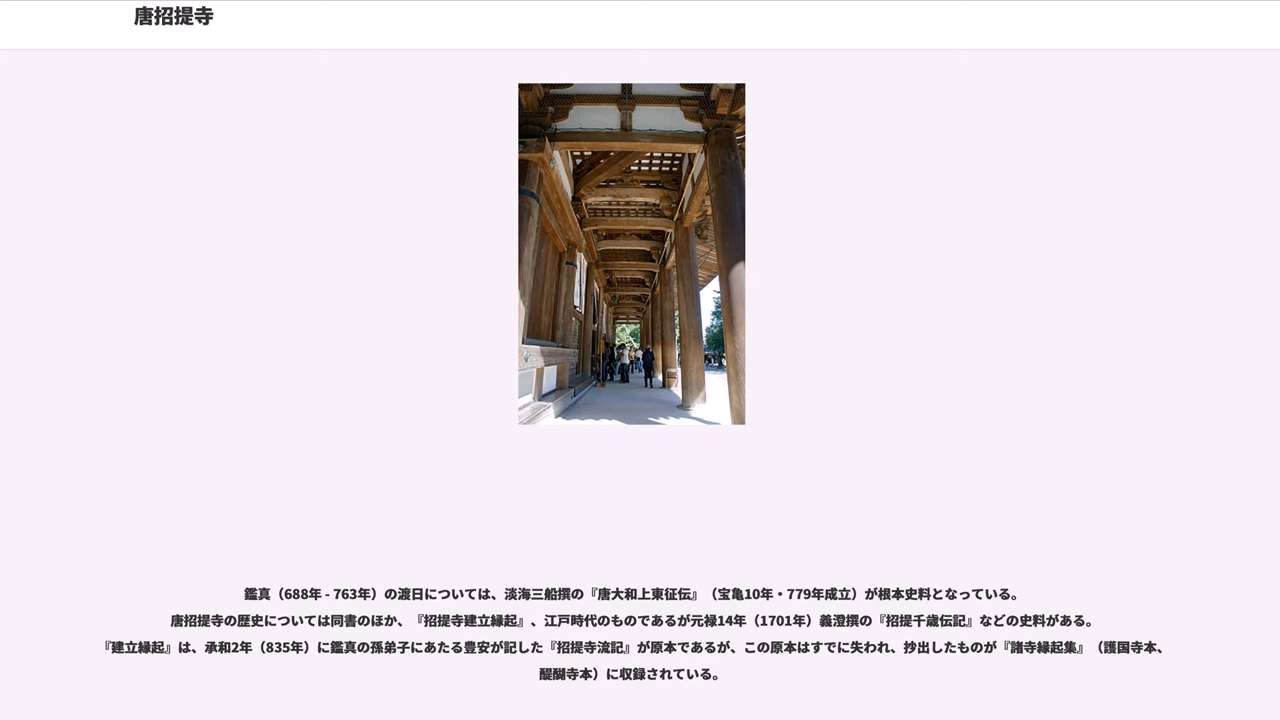 唐招提寺
鑑真（688年 - 763年）の渡日については、淡海三船撰の『唐大和上東征伝』（宝亀10年・779年成立）が根本史料となっている。
唐招提寺の歴史については同書のほか、『招提寺建立縁起』、江戸時代のものであるが元禄14年（1701年）義澄撰の『招提千歳伝記』などの史料がある。
『建立縁起』は、承和2年（835年）に鑑真の孫弟子にあたる豊安が記した『招提寺流記』が原本であるが、この原本はすでに失われ、抄出したものが『諸寺縁起集』（護国寺本、
醍醐寺本）に収録されている。